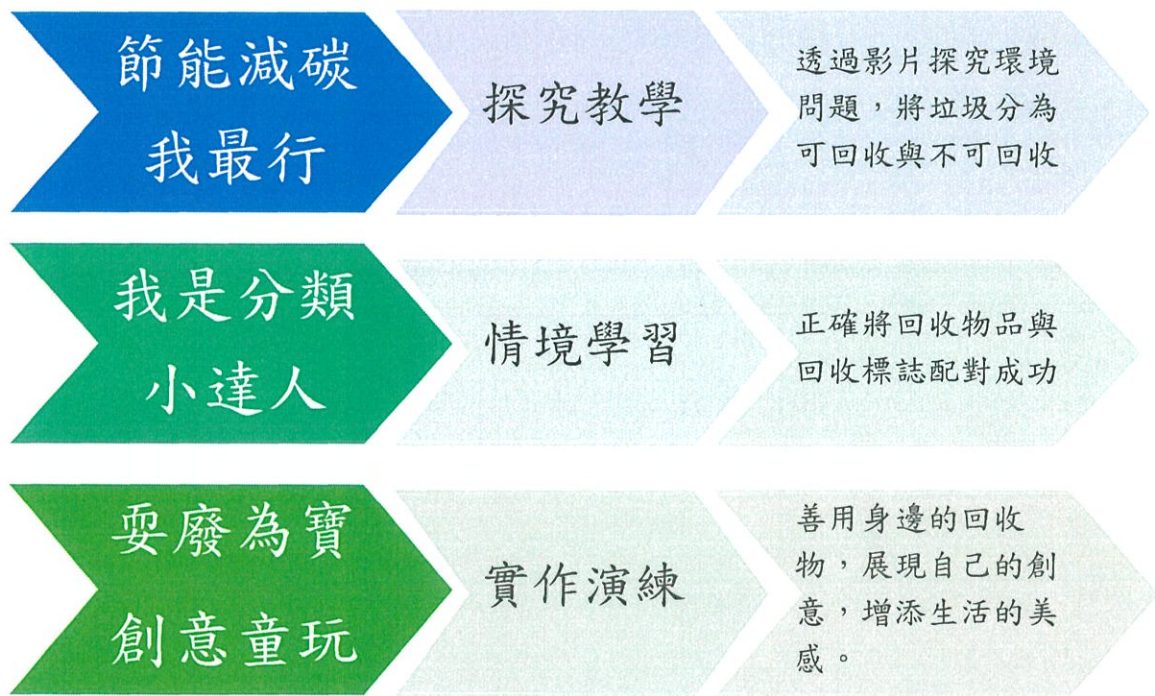 節能減碳
我最行
探究教學
透過影片探究環境
問題，將垃圾分為
可回收與不可回收
我是分類
小達人
情境學習
正確將回收物品與
回收標誌配對成功
耍廢為寶
創意童玩
實作演練
善用身邊的回收
物，展現自己的創
意，增添生活的美
感。